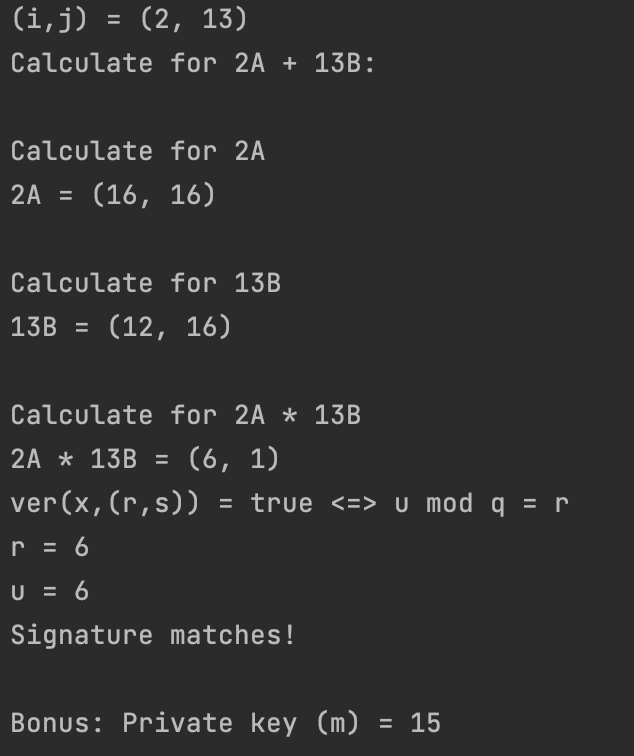 (i,j) = (2, 13)
Calculate for 2A + 13B:
Calculate for 2A
2A = (16, 16)
Calculate for 13B
13B = (12, 16)
Calculate for 2A * 13B
2A * 13B = (6, 1)
ver(x,(r,s)) = true <=> u mod q = r
r = 6
u = 6
Signature matches!
Bonus: Private key (m) = 15